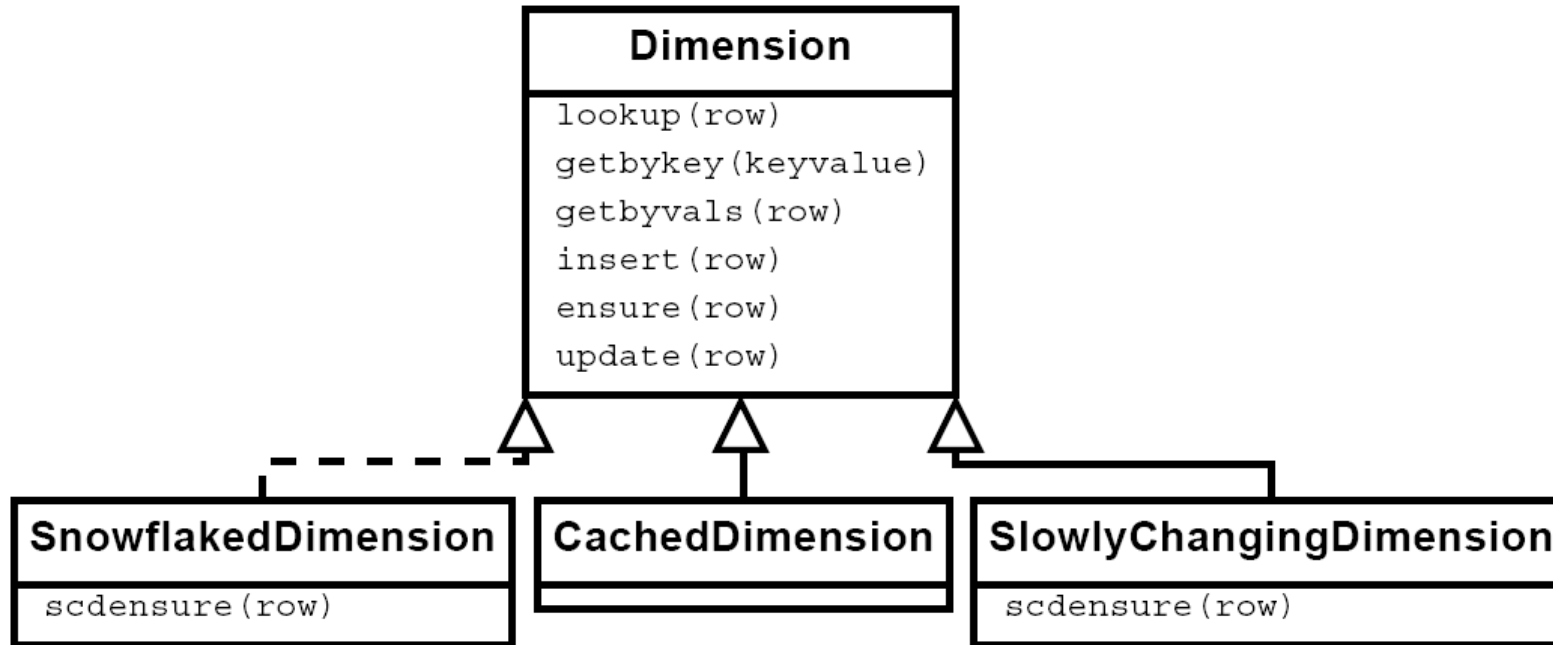 Dimension
lookup(row)
getbykey(keyvalue)
getbyvals(row)
insert(row)
ensure(row)
update(row)
SnowflakedDimension
scdensure(row)
CachedDimension
SlowlyChangingDimension
scdensure(row)